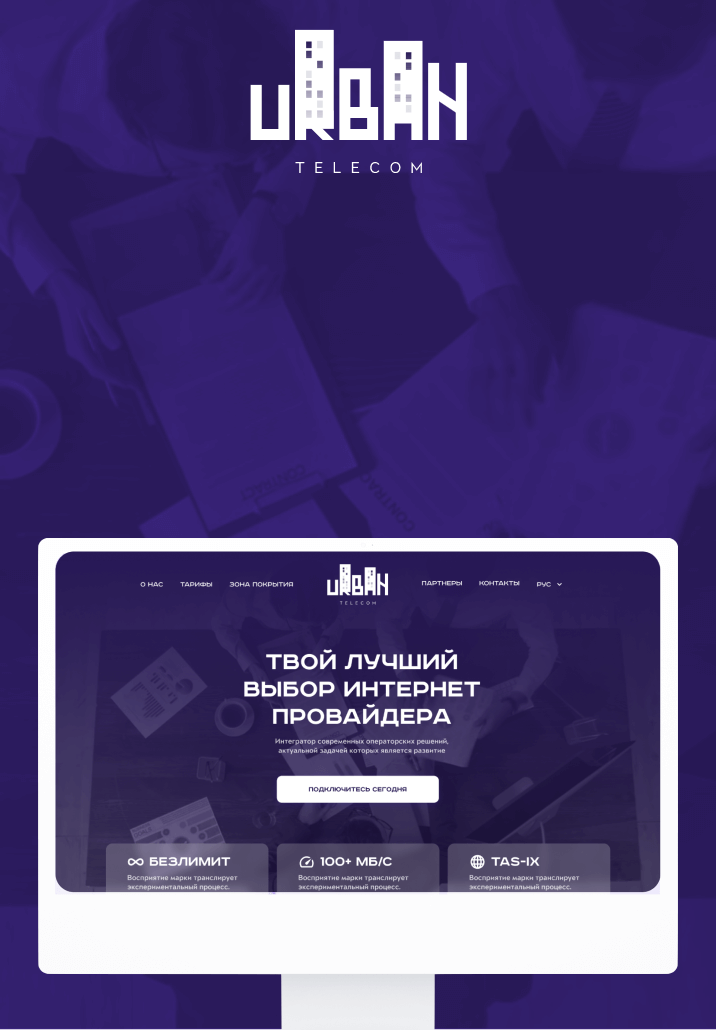 URBAN
TELECOM
CONTRACT
CONTRACT
О НАС ТАРИФЫ ЗОНА ПОКРЫТИЯ URBAN ПАРТНЕРЫ КОНТАКТЫ РУС
TELECOM
ТВОЙ ЛУЧШИЙ
ВЫБОР ИНТЕРНЕТ
ПРОВАЙДЕРА
Интегратор современных операторских решений,
актуальной задачей которых является развитие
ПОДКЛЮЧИТЕСЬ СЕГОДНЯ
БЕЗЛИМИТ
Восприятие марки транслирует
экспериментальный процесс.
100+ МБ/С
Восприятие марки транслирует
экспериментальный процесс.
TAS-IX
Восприятие марки транслирует
экспериментальный процесс.